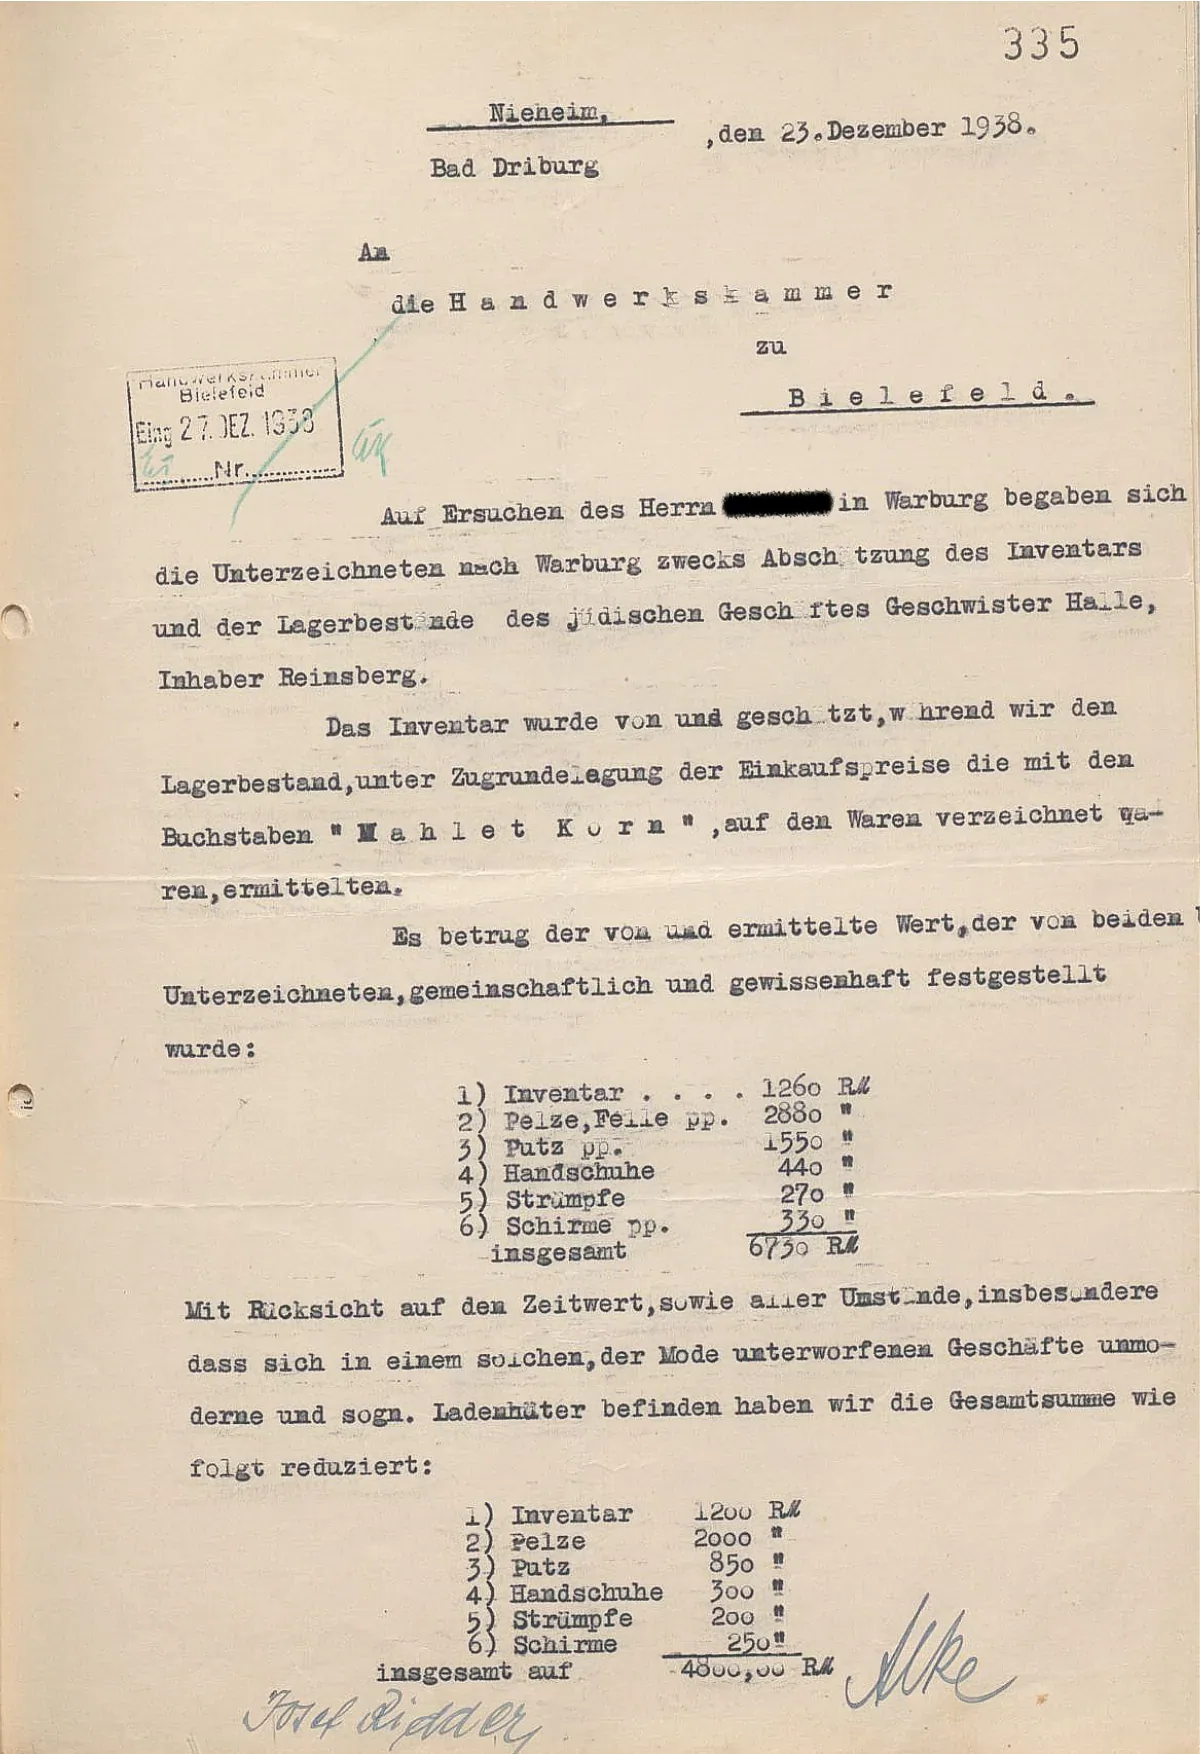 335
Nieheim,
,den 23.Dezember 1938.
Bad Driburg
An
die H a n d w e r k s k a m m e r
zu
B i e l e f e l d .
Handwerkskammer
Bielefeld
Eing 27. DEZ. 1938
Nr.
Auf Ersuchen des Herrn in Warburg begaben sich
die Unterzeichneten nach Warburg zwecks Absch tzung des Inventars
und der Lagerbestände des jüdischen Gesch ftes Geschwister Halle,
Inhaber Reinsberg.
Das Inventar wurde von und gesch tzt,w hrend wir den
Lagerbestand,unter Zugrundelegung der Einkaufspreise die mit den
Buchstaben " M a h l e t K o r n " ,auf den Waren verzeichnet wa-
ren,ermittelten.
Es betrug der von und ermittelte Wert,der von beiden U
Unterzeichneten,gemeinschaftlich und gewissenhaft festgestellt
wurde:
1) Inventar . . . . 1260 RM
2) Pelze,Felle pp. 2880 "
3) Putz pp. 1550 "
4) Handschuhe 440 "
5) Strümpfe 270 "
6) Schirme pp. 330 "
insgesamt 6730 RM
Mit Rücksicht auf den Zeitwert,sowie aller Umstände,insbesondere
dass sich in einem solchen,der Mode unterworfenen Geschäfte unmo-
derne und sogn. Ladenhüter befinden haben wir die Gesamtsumme wie
folgt reduziert:
1) Inventar 1200 RM
2) Pelze 2000 "
3) Putz 850 "
4) Handschuhe 300 "
5) Strümpfe 200 "
6) Schirme 250 "
insgesamt auf 4800,00 RM
Josef Ridder